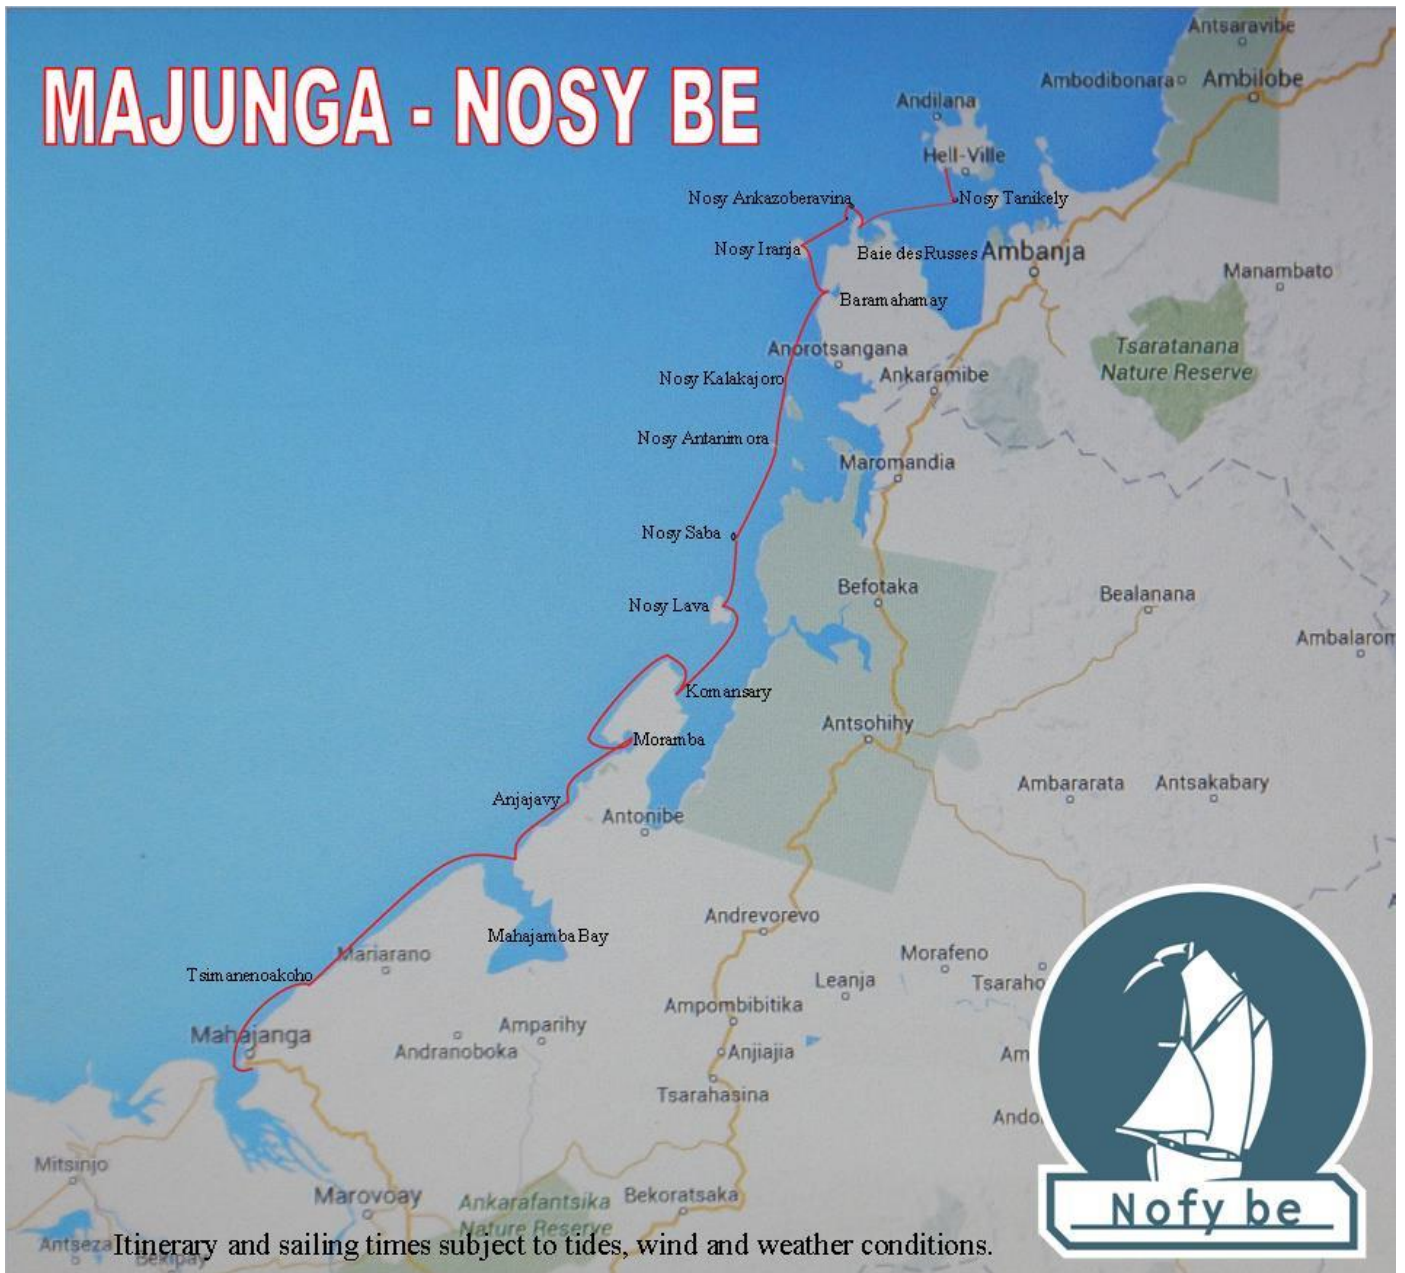 Antsaravibe
MAJUNGA - NOSY BE
Ambodibonara
Ambilobe
Andilana
Hell-Ville
Nosy Ankazoberavina
Nosy Tanikely
Nosy Iranja
Baie des Russes
Ambanja
Manambato
Baramahamay
Tsaratanana
Nature Reserve
Anorotsangana
Nosy Kalakajoro
Ankaramibe
Nosy Antanimora
Maromandia
Nosy Saba
Befotaka
Bealanana
Nosy Lava
Ambalarom
Komansary
Antsohihy
Moramba
Ambararata
Antsakabary
Anjajavy
Antonibe
Andrevorevo
Mahajamba Bay
Mariarano
Morafeno
Tsimanenoakoho
Leanja
Tsaraho
Ampombibitika
Mahajanga
Amparihy
Andranoboka
Anjiajia
Am
Tsarahasina
Ando
Mitsinjo
Marovoay
Ankarafantsika
Nature Reserve
Bekoratsaka
Nofy be
Antseza
Itinerary and sailing times subject to tides, wind and weather conditions.
Bekipay